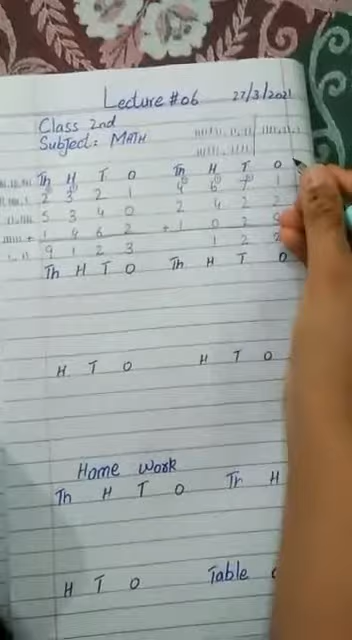 Lecture #06 27/3/2021
Class 2nd
Subject: MATH
Th H T O Th H T O
2 3 2 1 4 6 7 1
5 3 4 0 2 4 2 2
+ 1 4 6 2 + 1 0 2 9
9 1 2 3 1 2 2
Th H T O Th H T O
H T O H T O
Home Work
Th H T O Th H
H T O Table